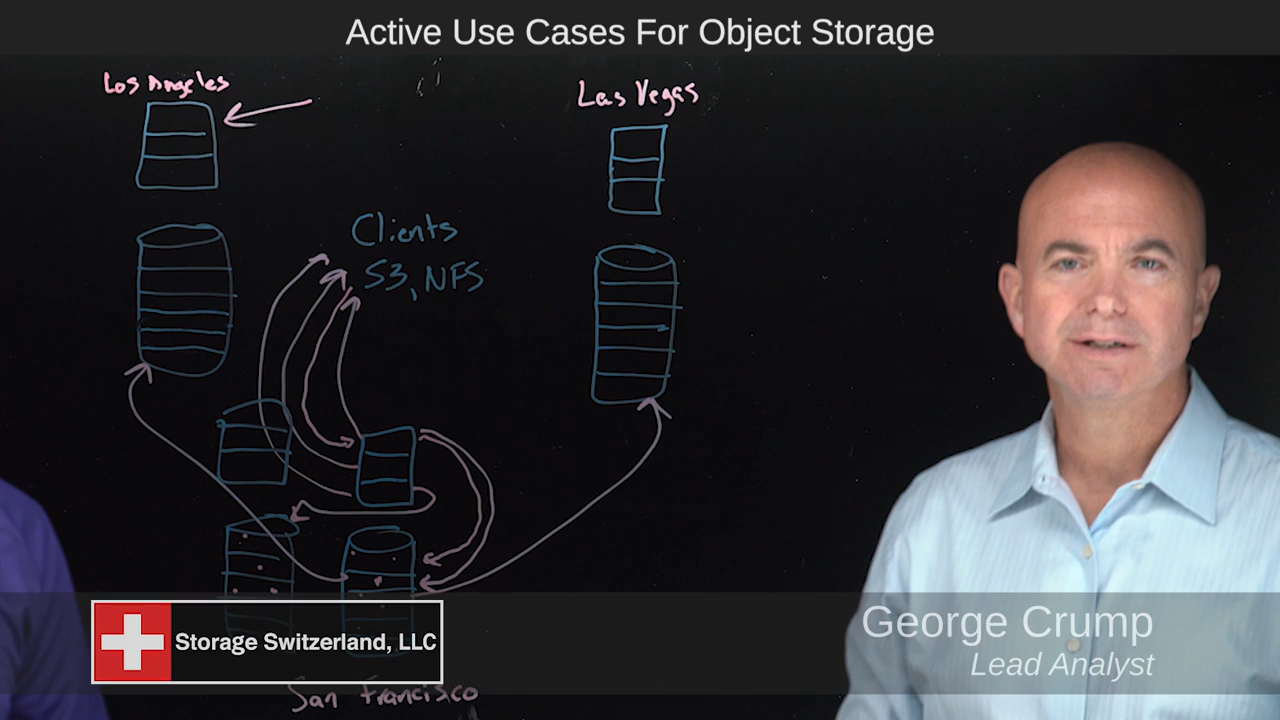 Active Use Cases For Object Storage
Los Angeles
Las Vegas
Clients
S3, NFS
George Crump
Lead Analyst
Storage Switzerland, LLC
San Francisco